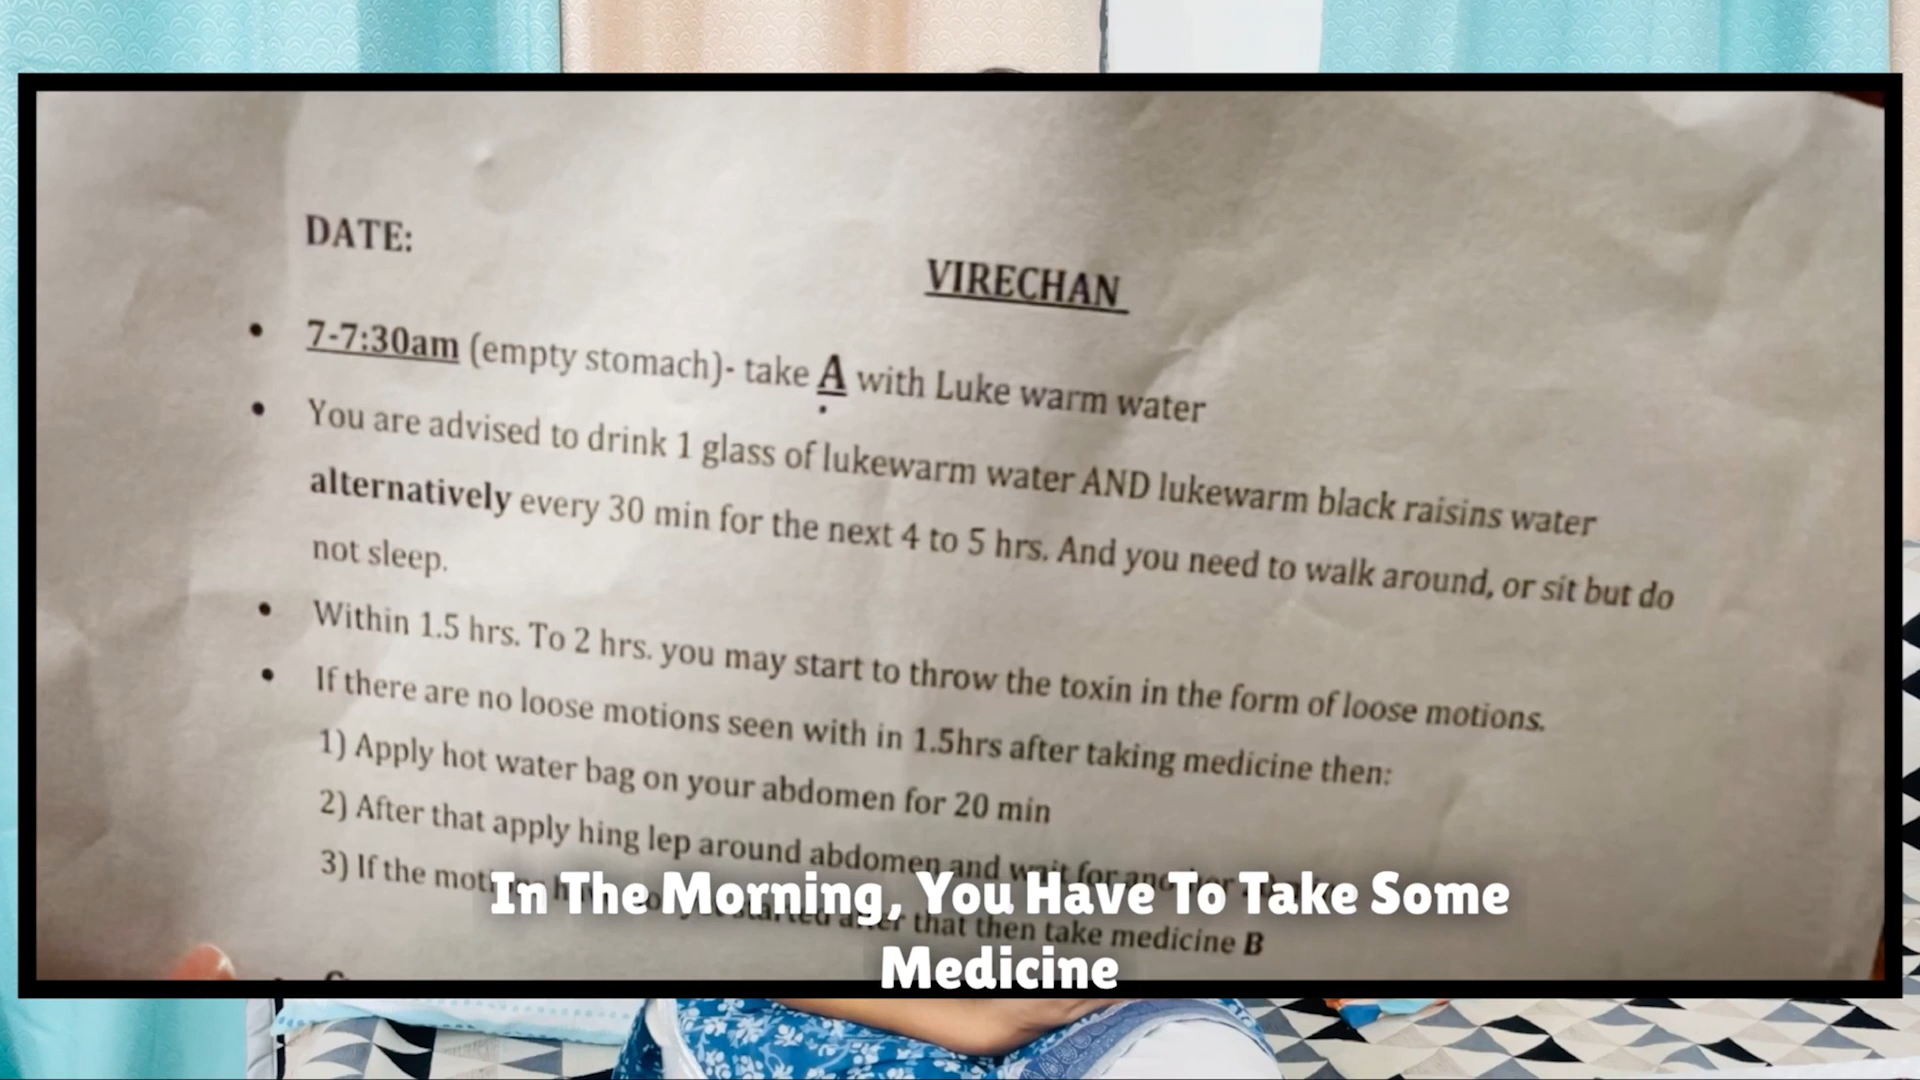 DATE:
VIRECHAN
• 7-7:30am (empty stomach)- take A with Luke warm water
• You are advised to drink 1 glass of lukewarm water AND lukewarm black raisins water
alternatively every 30 min for the next 4 to 5 hrs. And you need to walk around, or sit but do
not sleep.
• Within 1.5 hrs. To 2 hrs. you may start to throw the toxin in the form of loose motions.
• If there are no loose motions seen with in 1.5hrs after taking medicine then:
1) Apply hot water bag on your abdomen for 20 min
2) After that apply hing lep around abdomen and wait for
3) If the started after that then take medicine B
In The Morning, You Have To Take Some
Medicine